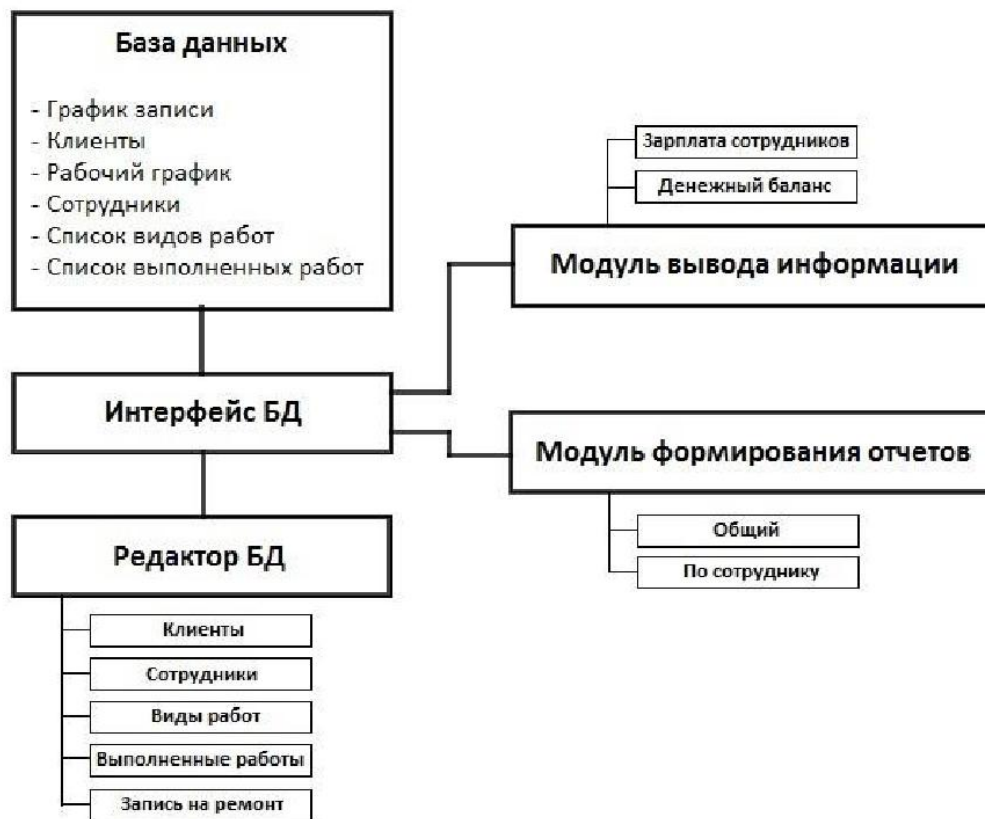 База данных
- График записи
- Клиенты
- Рабочий график
- Сотрудники
- Список видов работ
- Список выполненных работ
Интерфейс БД
Редактор БД
Клиенты
Сотрудники
Виды работ
Выполненные работы
Запись на ремонт
Зарплата сотрудников
Денежный баланс
Модуль вывода информации
Модуль формирования отчетов
Общий
По сотруднику